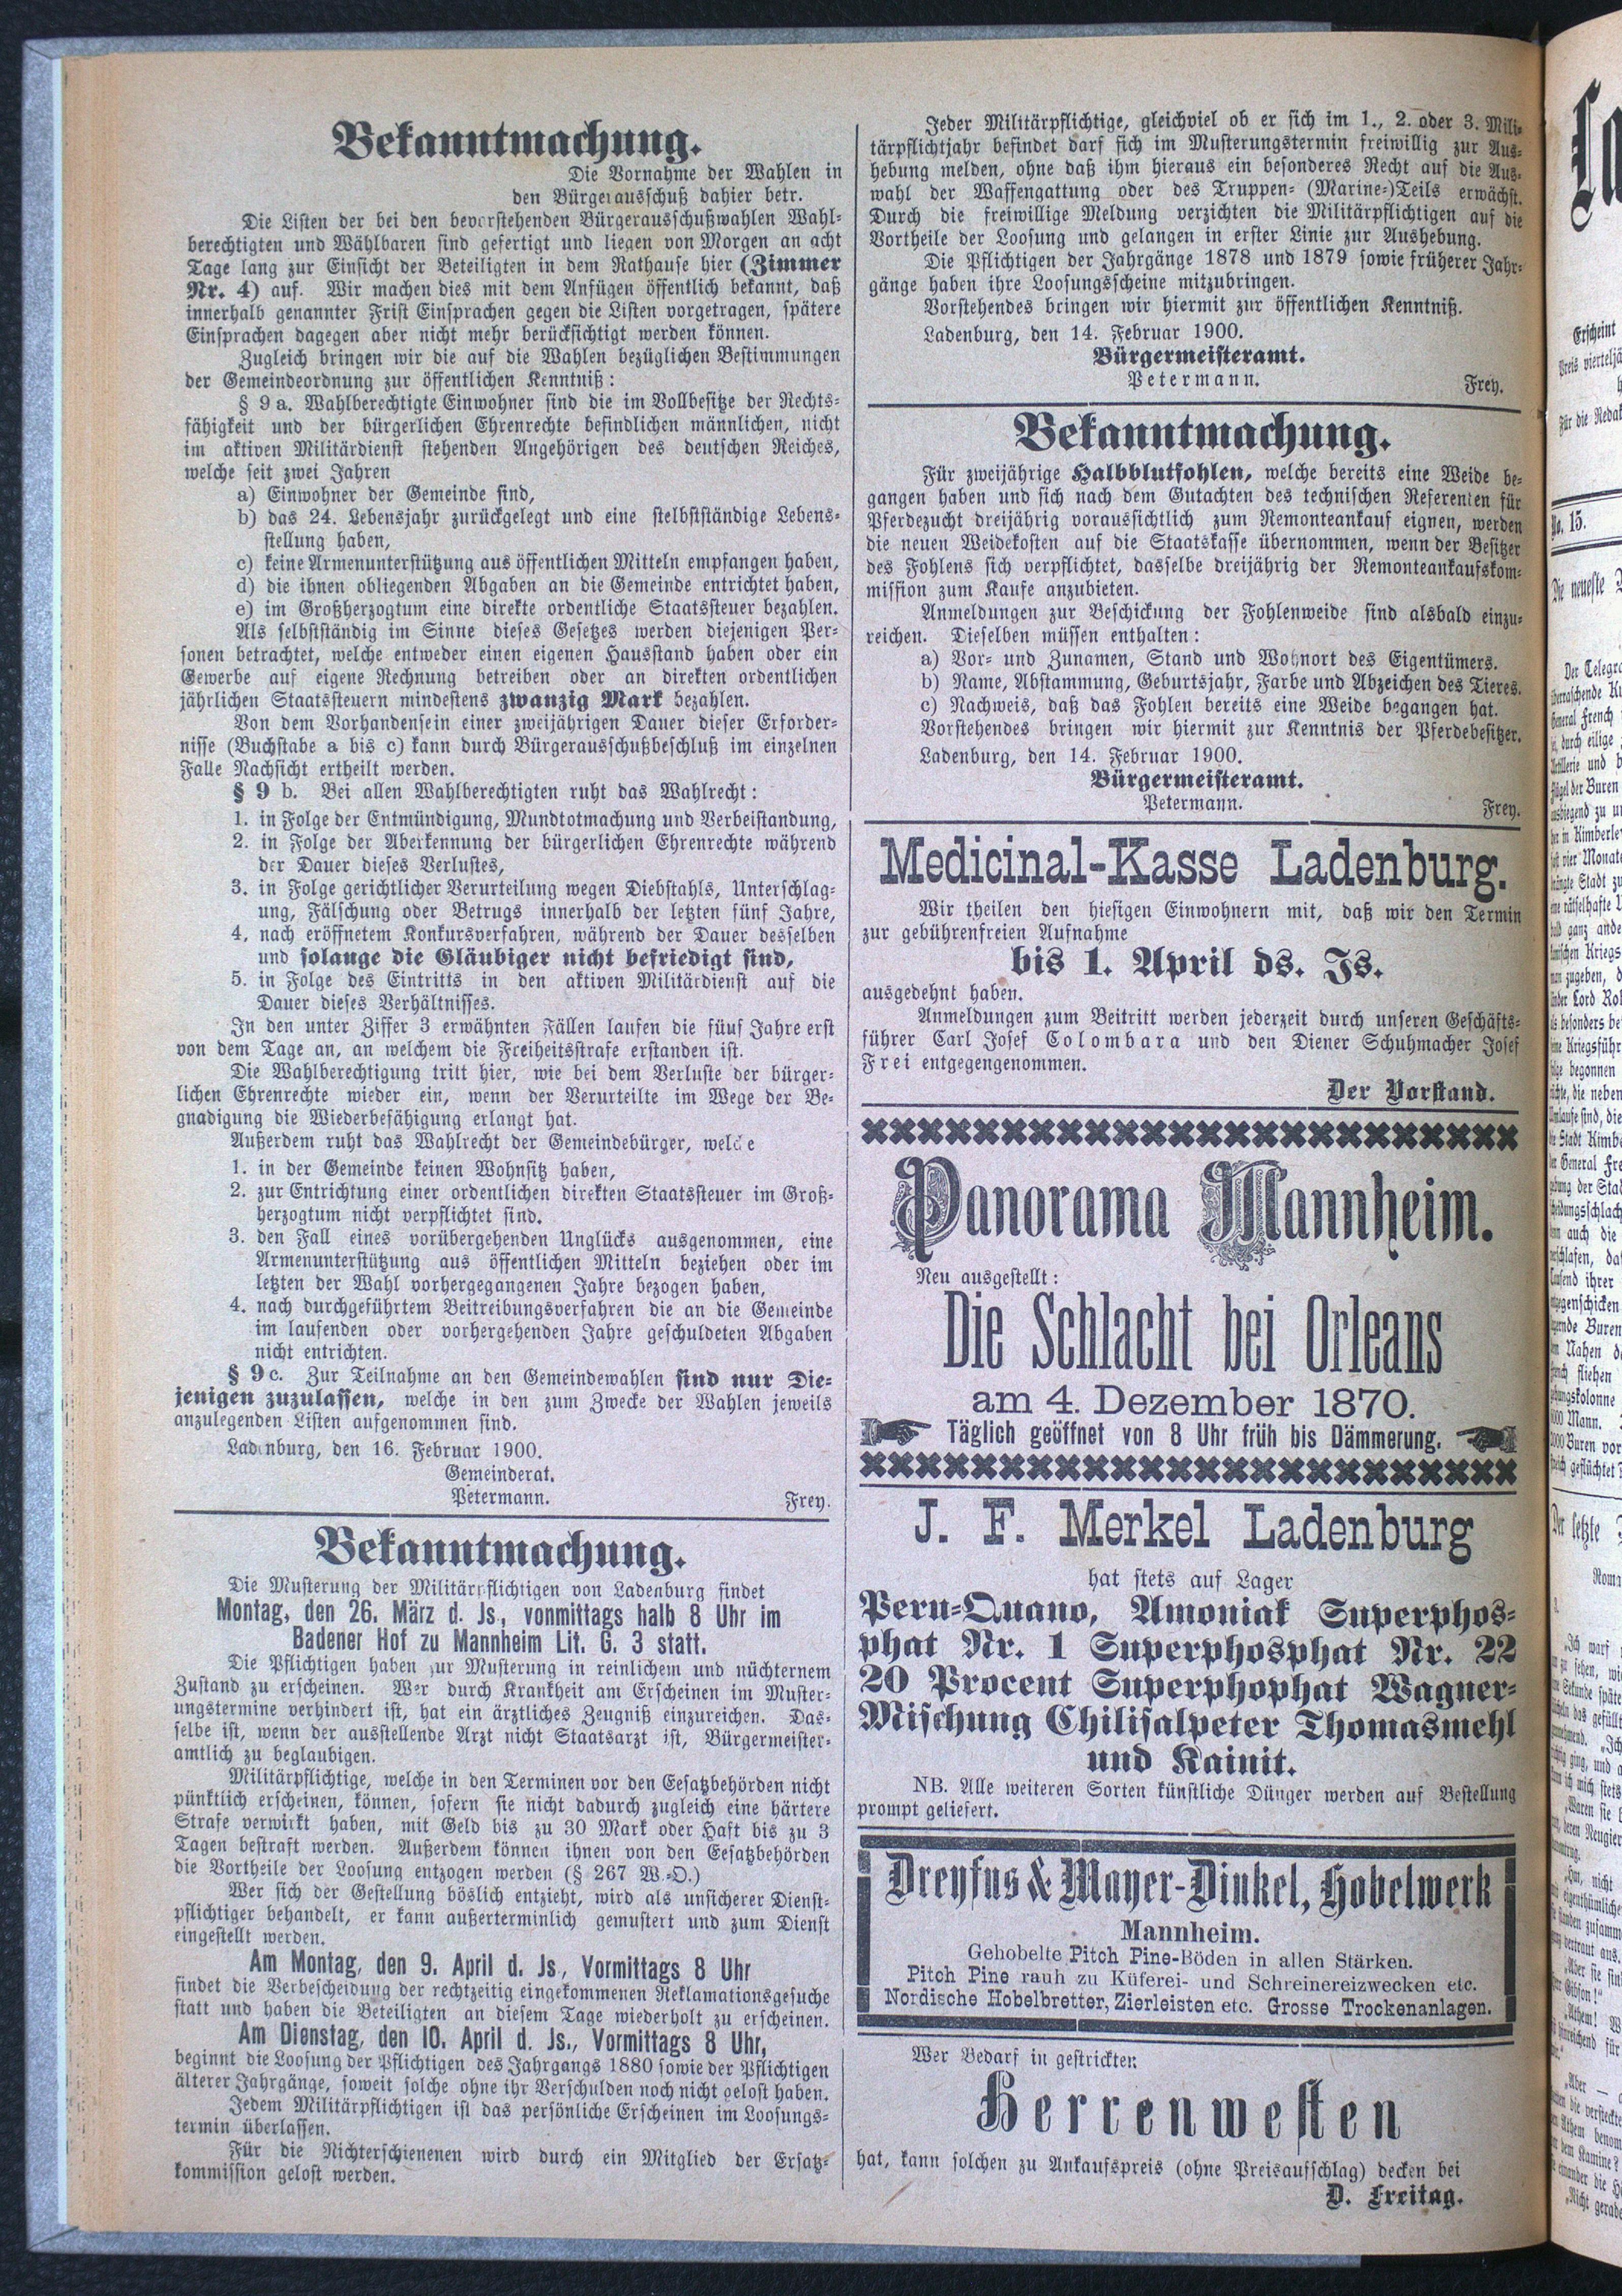 Bekanntmachung.
Die Vornahme der Wahlen in
den Bürgerausschuß dahier betr.
Die Listen der bei den bevorstehenden Bürgerausschußwahlen Wahl-
berechtigten und Wählbaren sind gefertigt und liegen von Morgen an acht
Tage lang zur Einsicht der Beteiligten in dem Rathause hier (Zimmer
Nr. 4) auf. Wir machen dies mit dem Anfügen öffentlich bekannt, daß
innerhalb genannter Frist Einsprachen gegen die Listen vorgetragen, spätere
Einsprachen dagegen aber nicht mehr berücksichtigt werden können.
Zugleich bringen wir die auf die Wahlen bezüglichen Bestimmungen
der Gemeindeordnung zur öffentlichen Kenntniß:
§ 9 a. Wahlberechtigte Einwohner sind die im Vollbesitze der Rechts-
fähigkeit und der bürgerlichen Ehrenrechte befindlichen männlichen, nicht
im aktiven Militärdienst stehenden Angehörigen des deutschen Reiches,
welche seit zwei Jahren
a) Einwohner der Gemeinde sind,
b) das 24. Lebensjahr zurückgelegt und eine stelbstständige Lebens-
stellung haben,
c) keine Armenunterstützung aus öffentlichen Mitteln empfangen haben,
d) die ihnen obliegenden Abgaben an die Gemeinde entrichtet haben,
e) im Großherzogtum eine direkte ordentliche Staatssteuer bezahlen.
Als selbstständig im Sinne dieses Gesetzes werden diejenigen Per-
sonen betrachtet, welche entweder einen eigenen Hausstand haben oder ein
Gewerbe auf eigene Rechnung betreiben oder an direkten ordentlichen
jährlichen Staatssteuern mindestens zwanzig Mark bezahlen.
Von dem Vorhandensein einer zweijährigen Dauer dieser Erforder-
nisse (Buchstabe a bis c) kann durch Bürgerausschußbeschluß im einzelnen
Falle Nachsicht ertheilt werden.
§ 9 b. Bei allen Wahlberechtigten ruht das Wahlrecht:
1. in Folge der Entmündigung, Mundtotmachung und Verbeistandung,
2. in Folge der Aberkennung der bürgerlichen Ehrenrechte während
der Dauer dieses Verlustes,
3. in Folge gerichtlicher Verurteilung wegen Diebstahls, Unterschlag-
ung, Fälschung oder Betrugs innerhalb der letzten fünf Jahre,
4. nach eröffnetem Konkursverfahren, während der Dauer desselben
und solange die Gläubiger nicht befriedigt sind,
5. in Folge des Eintritts in den aktiven Militärdienst auf die
Dauer dieses Verhältnisses.
In den unter Ziffer 3 erwähnten Fällen laufen die fünf Jahre erst
von dem Tage an, an welchem die Freiheitsstrafe erstanden ist.
Die Wahlberechtigung tritt hier, wie bei dem Verluste der bürger-
lichen Ehrenrechte wieder ein, wenn der Verurteilte im Wege der Be-
gnadigung die Wiederbefähigung erlangt hat.
Außerdem ruht das Wahlrecht der Gemeindebürger, welche
1. in der Gemeinde keinen Wohnsitz haben,
2. zur Entrichtung einer ordentlichen direkten Staatssteuer im Groß-
herzogtum nicht verpflichtet sind.
3. den Fall eines vorübergehenden Unglücks ausgenommen, eine
Armenunterstützung aus öffentlichen Mitteln beziehen oder im
letzten der Wahl vorhergegangenen Jahre bezogen haben,
4. nach durchgeführtem Beitreibungsverfahren die an die Gemeinde
im laufenden oder vorhergehenden Jahre geschuldeten Abgaben
nicht entrichten.
§ 9 c. Zur Teilnahme an den Gemeindewahlen sind nur Die-
jenigen zuzulassen, welche in den zum Zwecke der Wahlen jeweils
anzulegenden Listen aufgenommen sind.
Ladenburg, den 16. Februar 1900.
Gemeinderat.
Petermann. Frey.
Bekanntmachung.
Die Musterung der Militärpflichtigen von Ladenburg findet
Montag, den 26. März d. Js., vonmittags halb 8 Uhr im
Badener Hof zu Mannheim Lit. G. 3 statt.
Die Pflichtigen haben zur Musterung in reinlichem und nüchternem
Zustand zu erscheinen. Wer durch Krankheit am Erscheinen im Muster-
ungstermine verhindert ist, hat ein ärztliches Zeugniß einzureichen. Das-
selbe ist, wenn der ausstellende Arzt nicht Staatsarzt ist, Bürgermeister-
amtlich zu beglaubigen.
Militärpflichtige, welche in den Terminen vor den Eesatzbehörden nicht
pünktlich erscheinen, können, sofern sie nicht dadurch zugleich eine härtere
Strafe verwirkt haben, mit Geld bis zu 30 Mark oder Haft bis zu 3
Tagen bestraft werden. Außerdem können ihnen von den Eesatzbehörden
die Vortheile der Loosung entzogen werden (§ 267 W.-O.)
Wer sich der Gestellung böslich entzieht, wird als unsicherer Dienst-
pflichtiger behandelt, er kann außerterminlich gemustert und zum Dienst
eingestellt werden.
Am Montag, den 9. April d. Js., Vormittags 8 Uhr
findet die Verbescheidung der rechtzeitig eingekommenen Reklamationsgesuche
statt und haben die Beteiligten an diesem Tage wiederholt zu erscheinen.
Am Dienstag, den 10. April d. Js., Vormittags 8 Uhr,
beginnt die Loosung der Pflichtigen des Jahrgangs 1880 sowie der Pflichtigen
älterer Jahrgänge, soweit solche ohne ihr Verschulden noch nicht gelost haben.
Jedem Militärpflichtigen ist das persönliche Erscheinen im Loosungs-
termin überlassen.
Für die Nichterschienenen wird durch ein Mitglied der Ersatz-
kommission gelost werden.
Jeder Militärpflichtige, gleichviel ob er sich im 1., 2. oder 3. Mili-
tärpflichtjahr befindet darf sich im Musterungstermin freiwillig zur Aus-
hebung melden, ohne daß ihm hieraus ein besonderes Recht auf die Aus-
wahl der Waffengattung oder des Truppen- (Marine-)Teils erwächst.
Durch die freiwillige Meldung verzichten die Militärpflichtigen auf die
Vortheile der Loosung und gelangen in erster Linie zur Aushebung.
Die Pflichtigen der Jahrgänge 1878 und 1879 sowie früherer Jahr-
gänge haben ihre Loosungsscheine mitzubringen.
Vorstehendes bringen wir hiermit zur öffentlichen Kenntniß.
Ladenburg, den 14. Februar 1900.
Bürgermeisteramt.
Petermann. Frey.
Bekanntmachung.
Für zweijährige Halbblutfohlen, welche bereits eine Weide be-
gangen haben und sich nach dem Gutachten des technischen Referenten für
Pferdezucht dreijährig voraussichtlich zum Remonteankauf eignen, werden
die neuen Weidekosten auf die Staatskasse übernommen, wenn der Besitzer
des Fohlens sich verpflichtet, dasselbe dreijährig der Remonteankaufskom-
mission zum Kaufe anzubieten.
Anmeldungen zur Beschickung der Fohlenweide sind alsbald einzu-
reichen. Dieselben müssen enthalten:
a) Vor- und Zunamen, Stand und Wohnort des Eigentümers.
b) Name, Abstammung, Geburtsjahr, Farbe und Abzeichen des Tieres.
c) Nachweis, daß das Fohlen bereits eine Weide begangen hat.
Vorstehendes bringen wir hiermit zur Kenntnis der Pferdebesitzer.
Ladenburg, den 14. Februar 1900.
Bürgermeisteramt.
Petermann. Frey.
Medicinal-Kasse Ladenburg.
Wir theilen den hiesigen Einwohnern mit, daß wir den Termin
zur gebührenfreien Aufnahme
bis 1. April ds. Js.
ausgedehnt haben.
Anmeldungen zum Beitritt werden jederzeit durch unseren Geschäfts-
führer Carl Josef Colombara und den Diener Schuhmacher Josef
Frei entgegengenommen.
Der Vorstand.
Panorama Mannheim.
Neu ausgestellt:
Die Schlacht bei Orleans
am 4. Dezember 1870.
Täglich geöffnet von 8 Uhr früh bis Dämmerung.
J. F. Merkel Ladenburg
hat stets auf Lager
Peru-Quano, Amoniak Superphos-
phat Nr. 1 Superphosphat Nr. 22
20 Procent Superphophat Wagner-
Mischung Chilisalpeter Thomasmehl
und Kainit.
NB. Alle weiteren Sorten künstliche Dünger werden auf Bestellung
prompt geliefert.
Dreyfus & Mayer-Dinkel, Hobelwerk
Mannheim.
Gehobelte Pitch Pine-Böden in allen Stärken.
Pitch Pine rauh zu Küferei- und Schreinereizwecken etc.
Nordische Hobelbretter, Zierleisten etc. Grosse Trockenanlagen.
Wer Bedarf in gestrickten
Herrenwesten
hat, kann solchen zu Ankaufspreis (ohne Preisaufschlag) decken bei
D. Freitag.
No. 15.